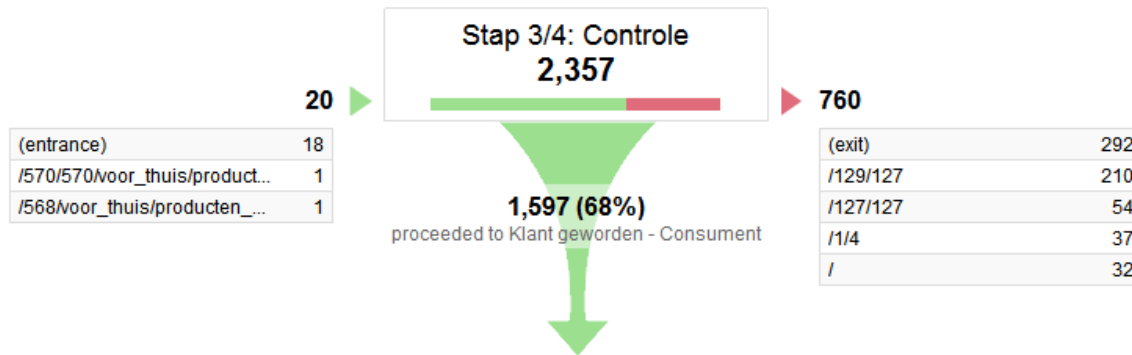 Stap 3/4: Controle
2,357
20
760
(entrance) 18
/570/570/voor_thuis/product... 1
/568/voor_thuis/producten_... 1
(exit) 292
/129/127 210
/127/127 54
/1/4 37
/ 32
1,597 (68%)
proceeded to Klant geworden - Consument